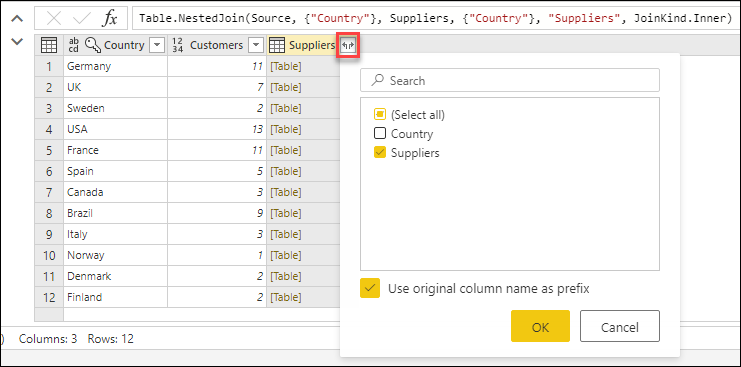 fx Table.NestedJoin(Source, {"Country"}, Suppliers, {"Country"}, "Suppliers", JoinKind.Inner)
ab cd Country 12 34 Customers Suppliers
1 Germany 11 [Table]
2 UK 7 [Table]
3 Sweden 2 [Table]
4 USA 13 [Table]
5 France 11 [Table]
6 Spain 5 [Table]
7 Canada 3 [Table]
8 Brazil 9 [Table]
9 Italy 3 [Table]
10 Norway 1 [Table]
11 Denmark 2 [Table]
12 Finland 2 [Table]
Search
(Select all)
Country
Suppliers
Use original column name as prefix
OK Cancel
) Columns: 3 Rows: 12